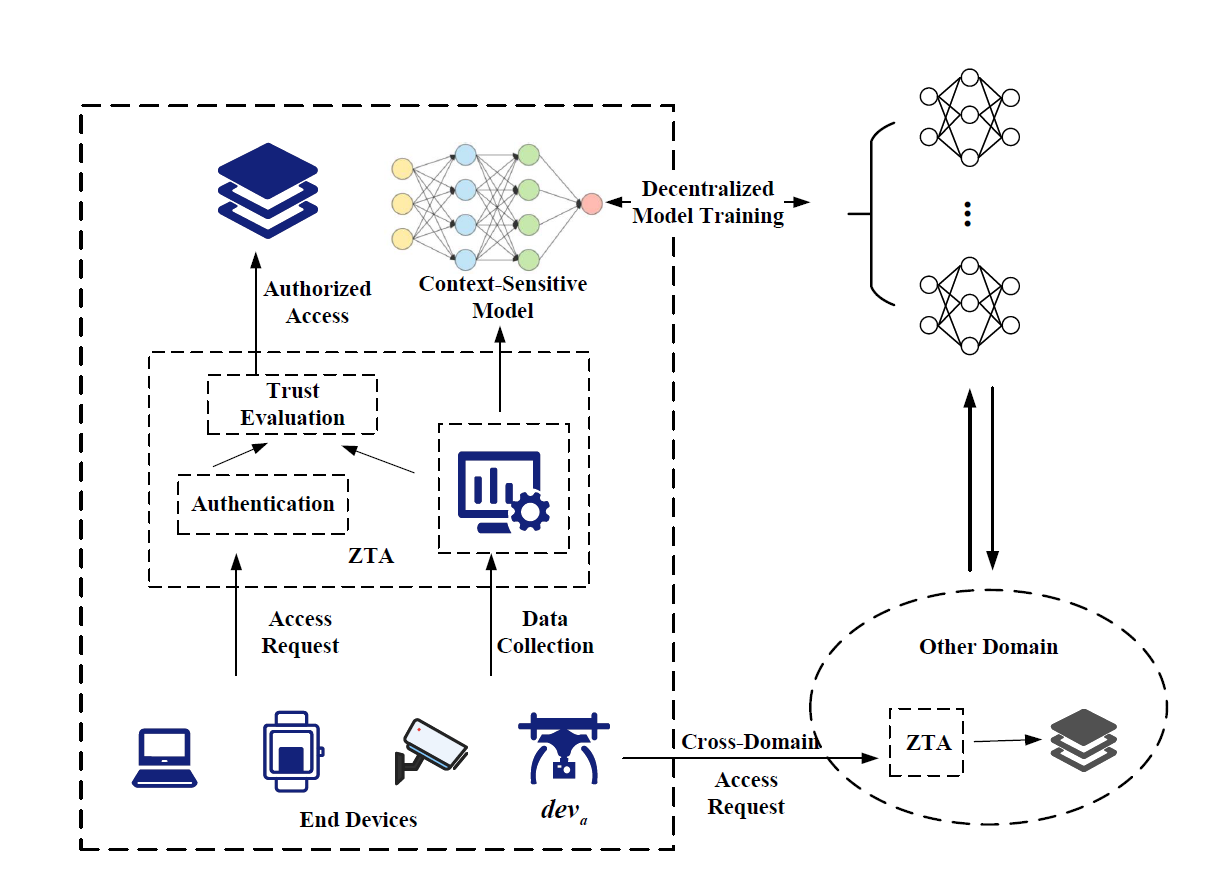 Decentralized
Model Training
Context-Sensitive
Model
Authorized
Access
Trust
Evaluation
Authentication
ZTA
Access
Request
Data
Collection
Other Domain
ZTA
Cross-Domain
Access
Request
dev_a
End Devices